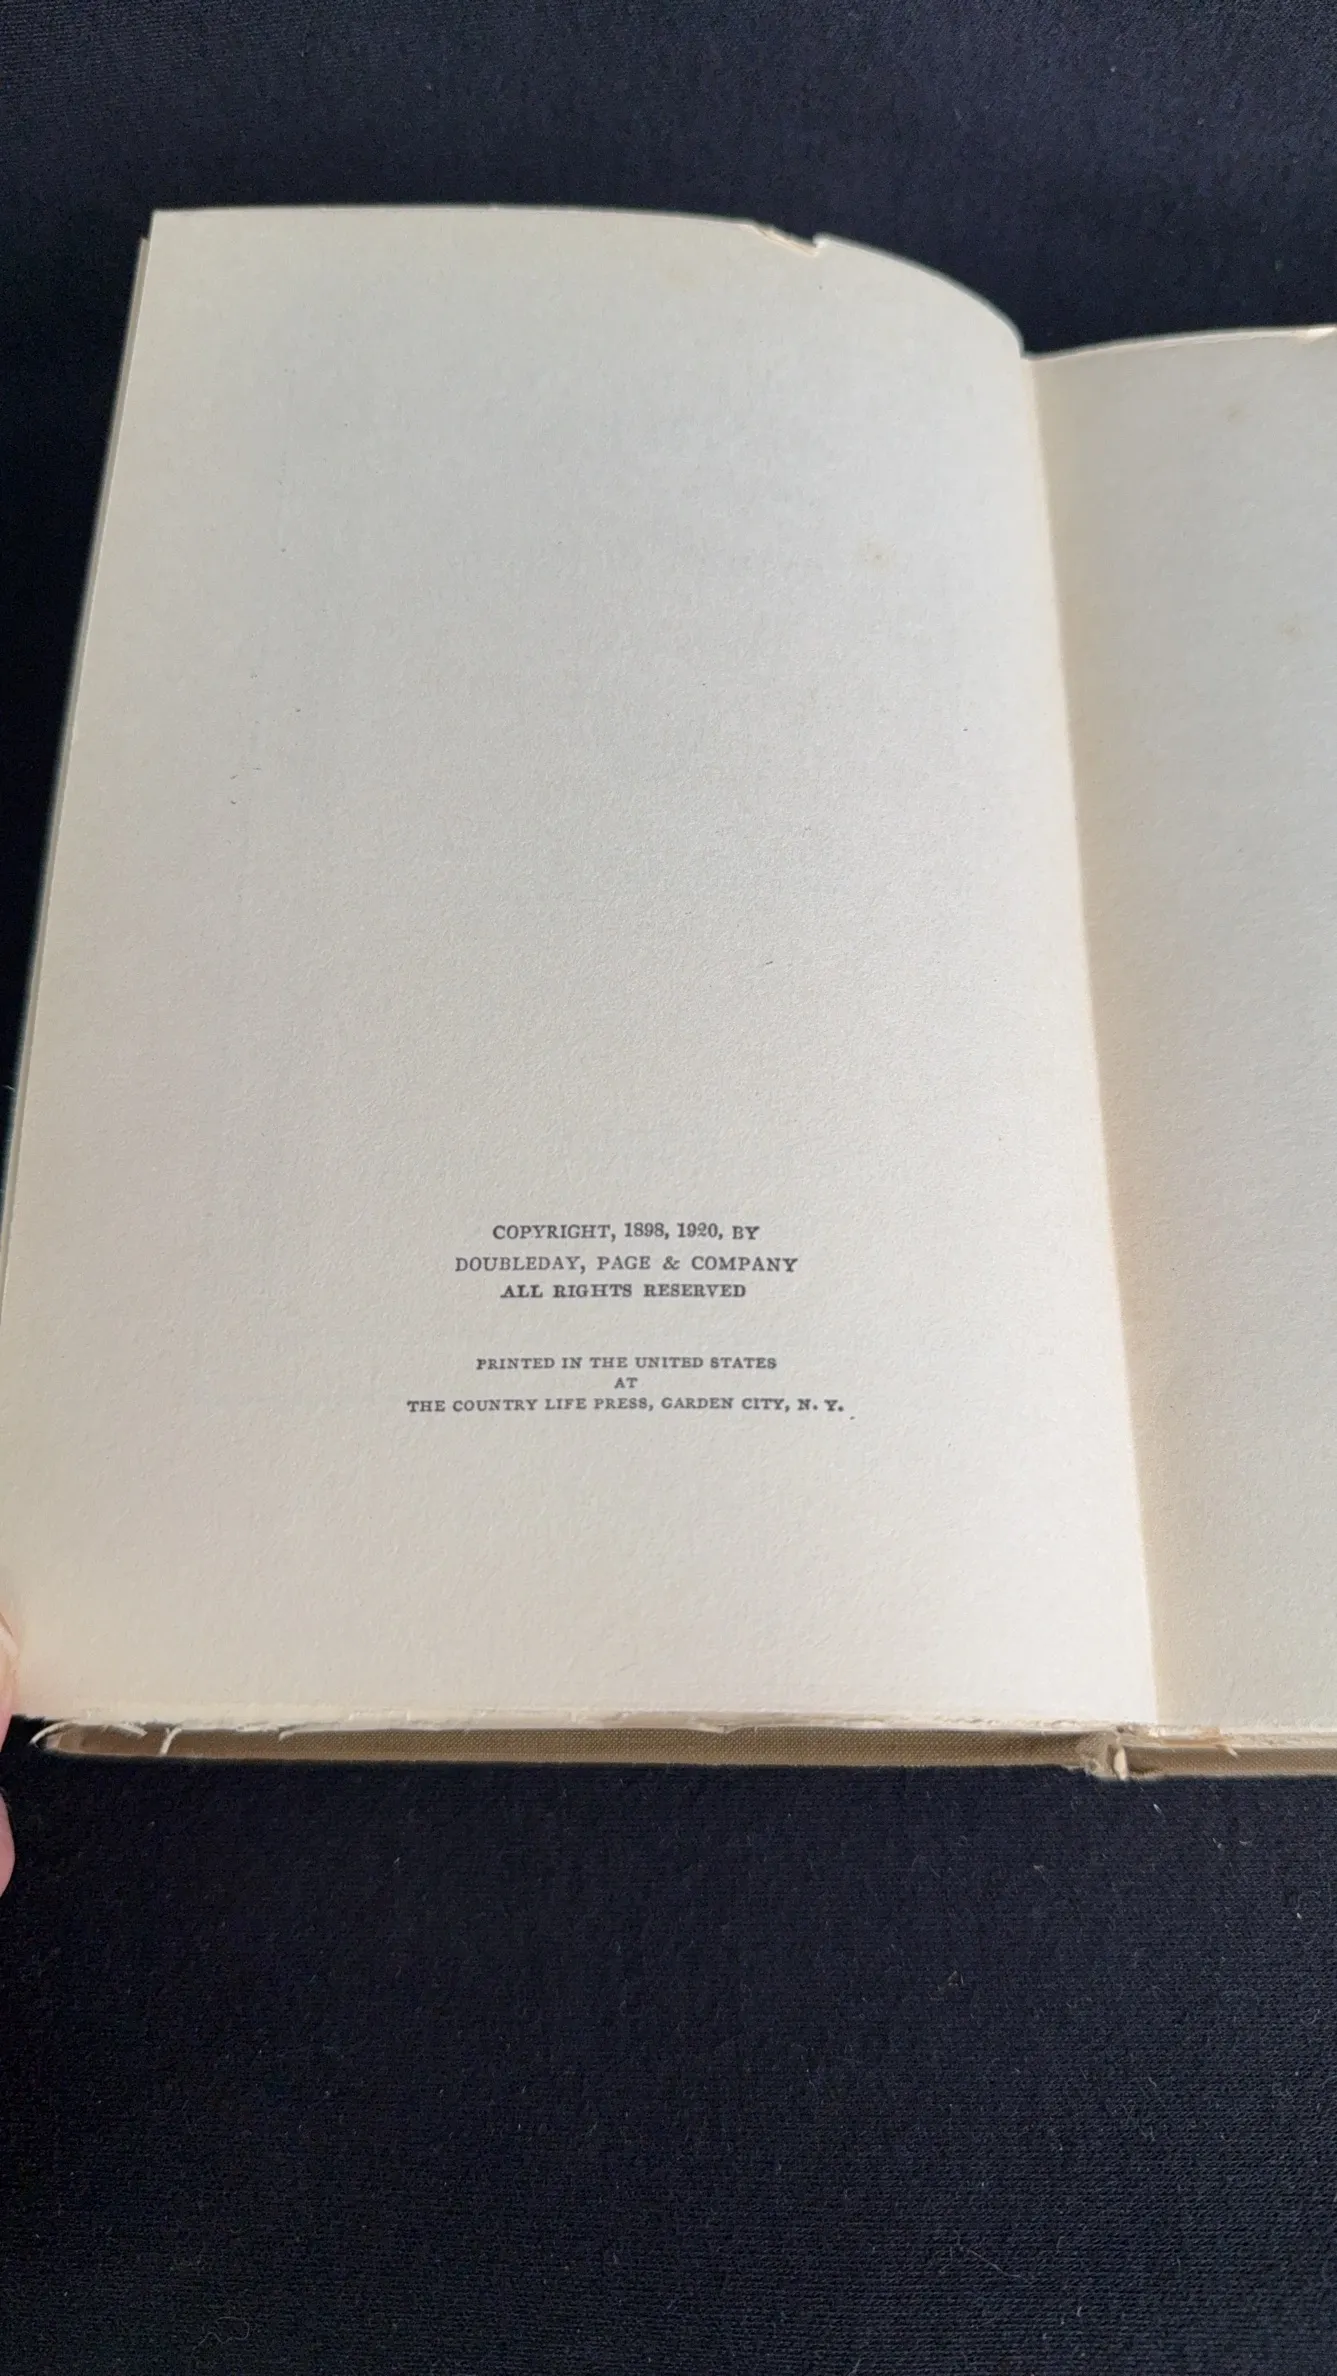 COPYRIGHT, 1898, 1920, BY
DOUBLEDAY, PAGE & COMPANY
ALL RIGHTS RESERVED
PRINTED IN THE UNITED STATES
AT
THE COUNTRY LIFE PRESS, GARDEN CITY, N. Y.